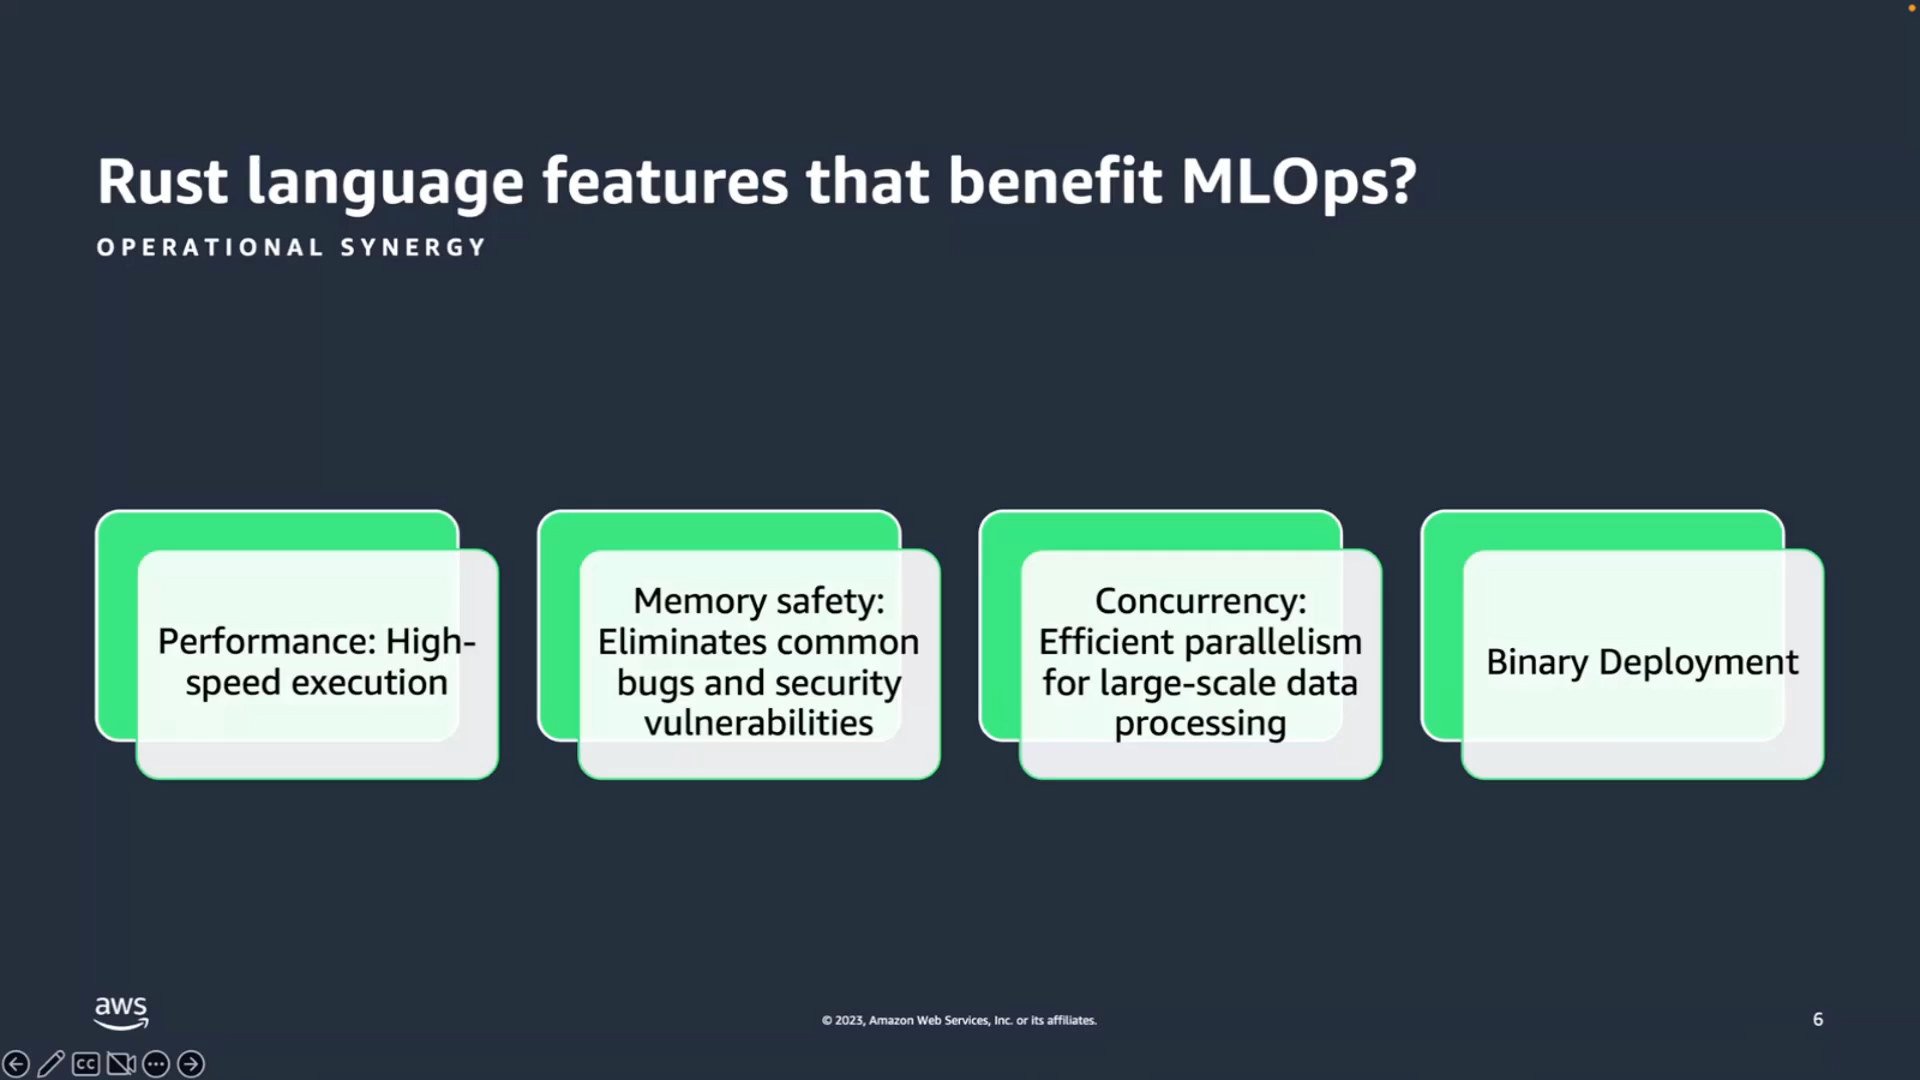 Rust language features that benefit MLOps?
OPERATIONAL SYNERGY
Performance: High-
speed execution
Memory safety:
Eliminates common
bugs and security
vulnerabilities
Concurrency:
Efficient parallelism
for large-scale data
processing
Binary Deployment
aws
© 2023, Amazon Web Services, Inc. or its affiliates.
6
CC